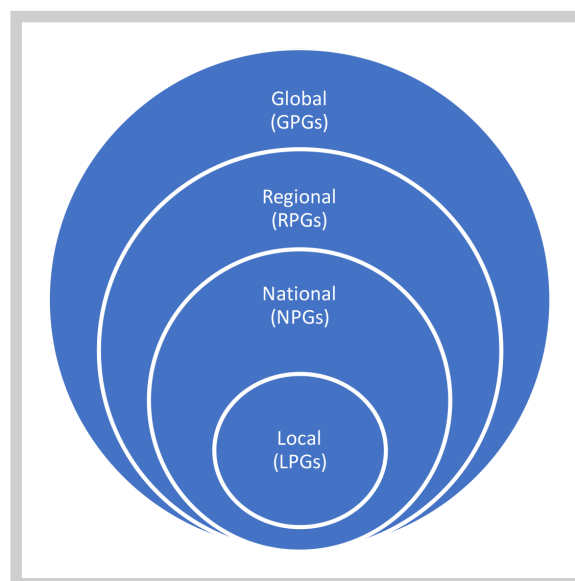 Global
(GPGs)
Regional
(RPGs)
National
(NPGs)
Local
(LPGs)